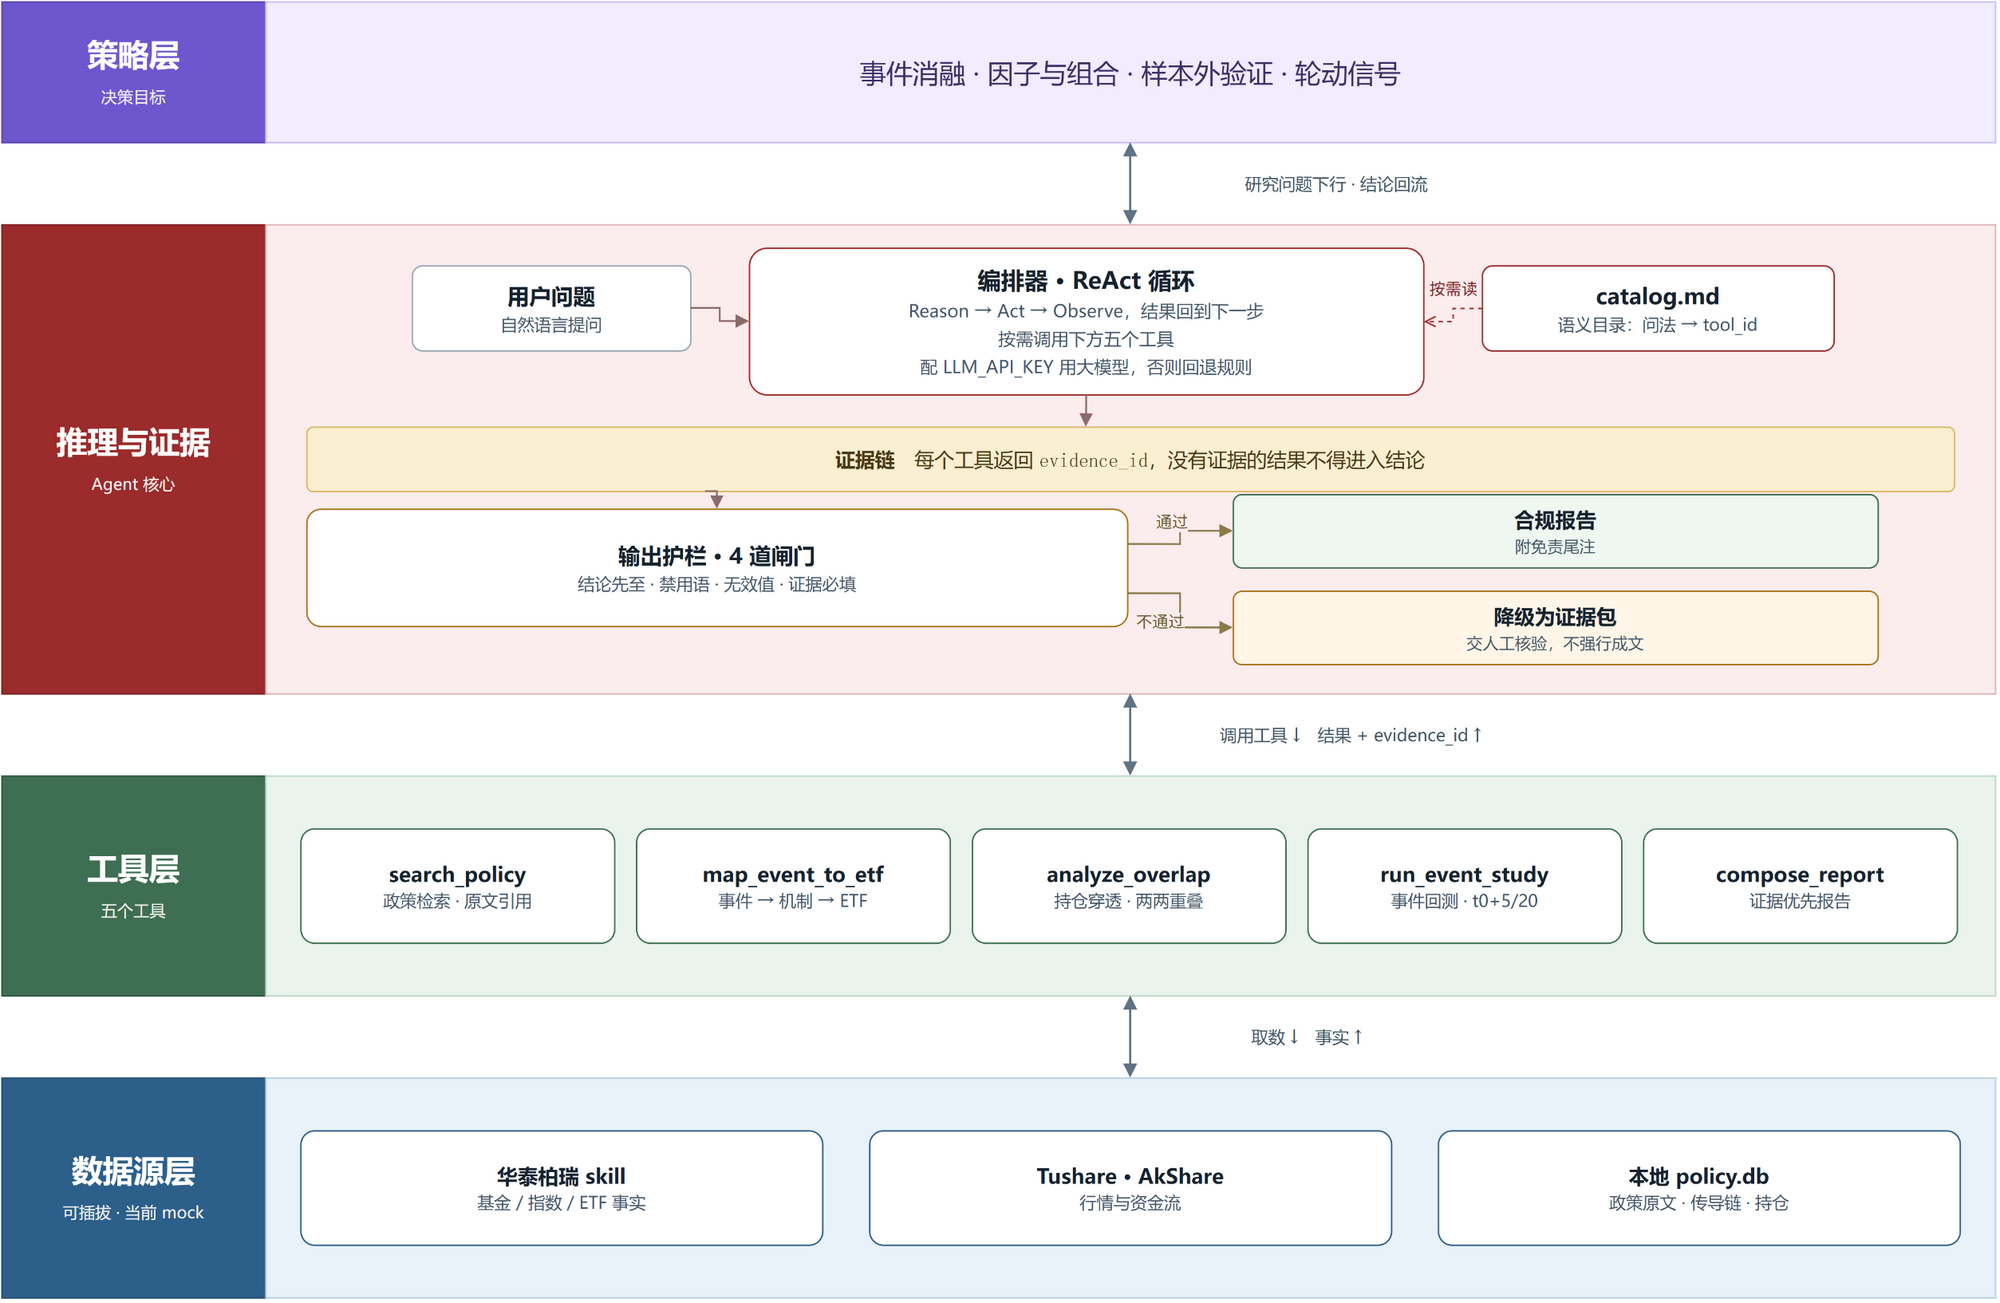 策略层
决策目标
事件消融 · 因子与组合 · 样本外验证 · 轮动信号
研究问题下行 · 结论回流
推理与证据
Agent 核心
用户问题
自然语言提问
编排器 • ReAct 循环
Reason → Act → Observe，结果回到下一步
按需调用下方五个工具
配 LLM_API_KEY 用大模型，否则回退规则
按需读
catalog.md
语义目录：问法 → tool_id
证据链 每个工具返回 evidence_id，没有证据的结果不得进入结论
输出护栏 • 4 道闸门
结论先至 · 禁用语 · 无效值 · 证据必填
通过
合规报告
附免责尾注
不通过
降级为证据包
交人工核验，不强行成文
调用工具↓ 结果 + evidence_id↑
工具层
五个工具
search_policy
政策检索 · 原文引用
map_event_to_etf
事件 → 机制 → ETF
analyze_overlap
持仓穿透 · 两两重叠
run_event_study
事件回测 · t0+5/20
compose_report
证据优先报告
取数↓ 事实↑
数据源层
可插拔 · 当前 mock
华泰柏瑞 skill
基金 / 指数 / ETF 事实
Tushare • AkShare
行情与资金流
本地 policy.db
政策原文 · 传导链 · 持仓